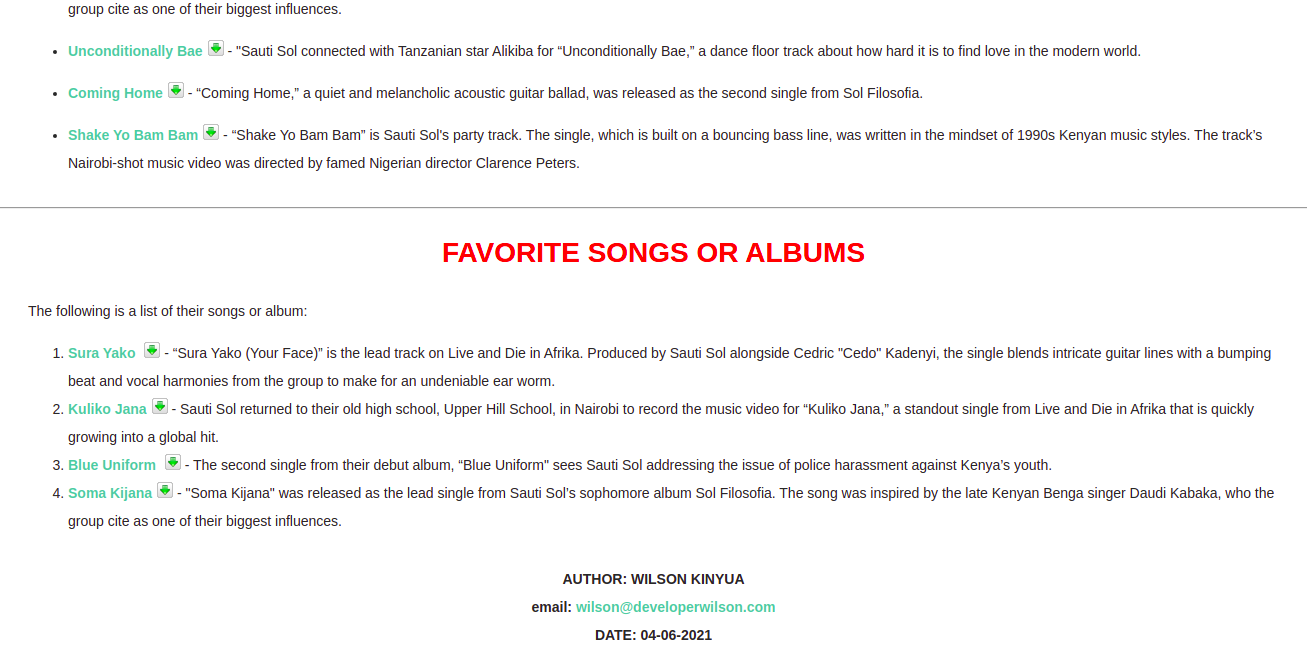 group cite as one of their biggest influences.
Unconditionally Bae - "Sauti Sol connected with Tanzanian star Alikiba for “Unconditionally Bae,” a dance floor track about how hard it is to find love in the modern world.
Coming Home - “Coming Home,” a quiet and melancholic acoustic guitar ballad, was released as the second single from Sol Filosofia.
Shake Yo Bam Bam - “Shake Yo Bam Bam” is Sauti Sol's party track. The single, which is built on a bouncing bass line, was written in the mindset of 1990s Kenyan music styles. The track’s
Nairobi-shot music video was directed by famed Nigerian director Clarence Peters.
FAVORITE SONGS OR ALBUMS
The following is a list of their songs or album:
1. Sura Yako - “Sura Yako (Your Face)” is the lead track on Live and Die in Afrika. Produced by Sauti Sol alongside Cedric "Cedo" Kadenyi, the single blends intricate guitar lines with a bumping
beat and vocal harmonies from the group to make for an undeniable ear worm.
2. Kuliko Jana - Sauti Sol returned to their old high school, Upper Hill School, in Nairobi to record the music video for “Kuliko Jana,” a standout single from Live and Die in Afrika that is quickly
growing into a global hit.
3. Blue Uniform - The second single from their debut album, “Blue Uniform" sees Sauti Sol addressing the issue of police harassment against Kenya’s youth.
4. Soma Kijana - "Soma Kijana" was released as the lead single from Sauti Sol’s sophomore album Sol Filosofia. The song was inspired by the late Kenyan Benga singer Daudi Kabaka, who the
group cite as one of their biggest influences.
AUTHOR: WILSON KINYUA
email: wilson@developerwilson.com
DATE: 04-06-2021